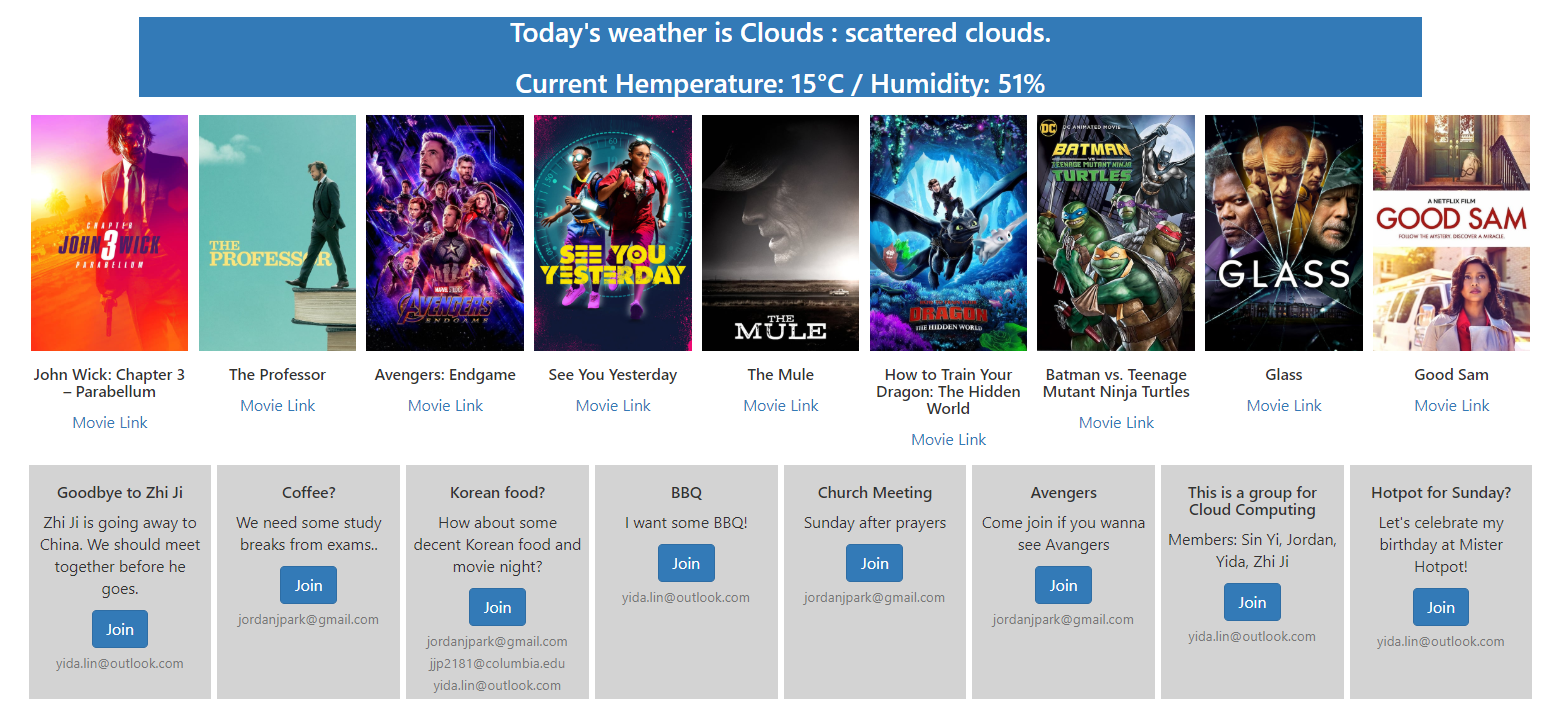 Today's weather is Clouds : scattered clouds.
Current Hemperature: 15°C / Humidity: 51%
CHAPTER
JOHN 3 WICK
PARABELLUM
THE
PROFESSOR
MARVEL STUDIOS
AVENGERS
ENDGAME
60
45
15
SEE YOU
YESTERDAY
THE
MULE
DRAGON
THE HIDDEN WORLD
DC
DC ANIMATED MOVIE
BATMAN
VS
TEENAGE MUTANT NINJA
TURTLES
GLASS
A NETFLIX FILM
GOOD SAM
FOLLOW THE MYSTERY. DISCOVER A MIRACLE.
John Wick: Chapter 3
– Parabellum
Movie Link
The Professor
Movie Link
Avengers: Endgame
Movie Link
See You Yesterday
Movie Link
The Mule
Movie Link
How to Train Your
Dragon: The Hidden
World
Movie Link
Batman vs. Teenage
Mutant Ninja Turtles
Movie Link
Glass
Movie Link
Good Sam
Movie Link
Goodbye to Zhi Ji
Zhi Ji is going away to
China. We should meet
together before he
goes.
Join
yida.lin@outlook.com
Coffee?
We need some study
breaks from exams..
Join
jordanjpark@gmail.com
Korean food?
How about some
decent Korean food and
movie night?
Join
jordanjpark@gmail.com
jjp2181@columbia.edu
yida.lin@outlook.com
BBQ
I want some BBQ!
Join
yida.lin@outlook.com
Church Meeting
Sunday after prayers
Join
jordanjpark@gmail.com
Avengers
Come join if you wanna
see Avangers
Join
jordanjpark@gmail.com
This is a group for
Cloud Computing
Members: Sin Yi, Jordan,
Yida, Zhi Ji
Join
yida.lin@outlook.com
Hotpot for Sunday?
Let's celebrate my
birthday at Mister
Hotpot!
Join
yida.lin@outlook.com